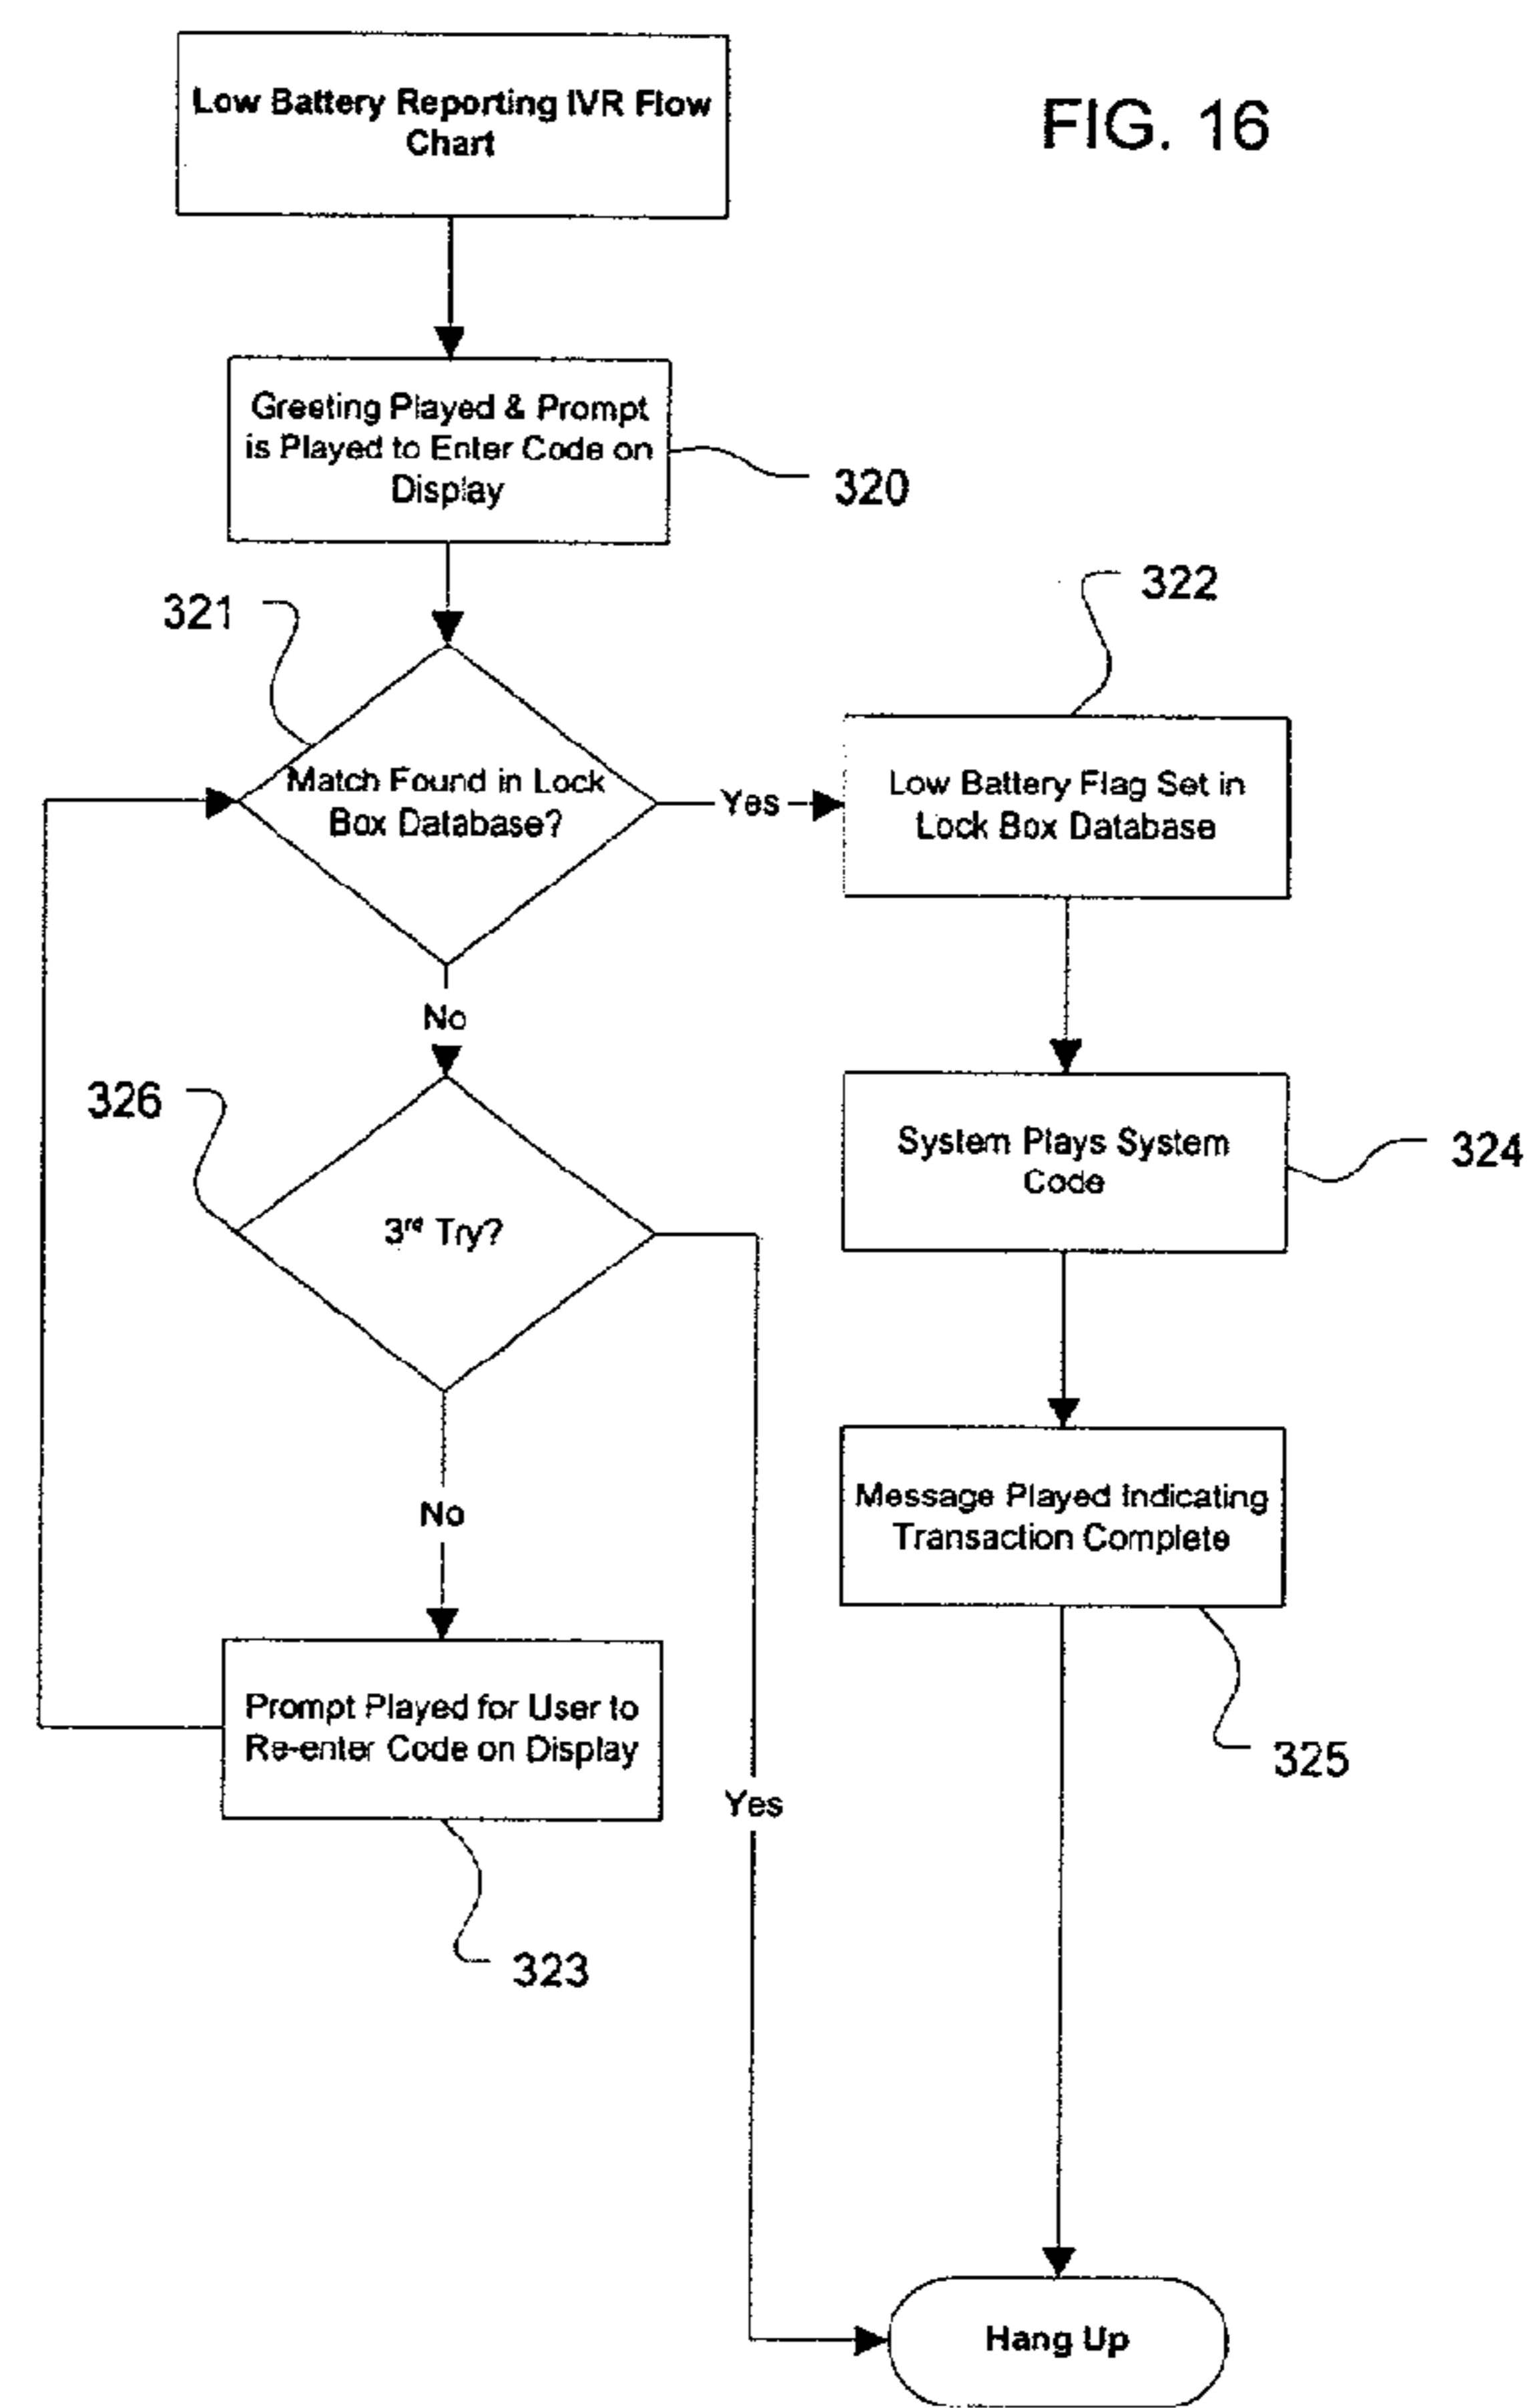 Low Battery Reporting IVR Flow
Chart
FIG. 16
Greeting Played & Prompt
is Played to Enter Code on
Display
320
321
322
Match Found in Lock
Box Database?
Yes
Low Battery Flag Set in
Lock Box Database
No
326
System Plays System
Code
324
3rd Try?
No
Message Played Indicating
Transaction Complete
325
Prompt Played for User to
Re-enter Code on Display
Yes
323
Hang Up